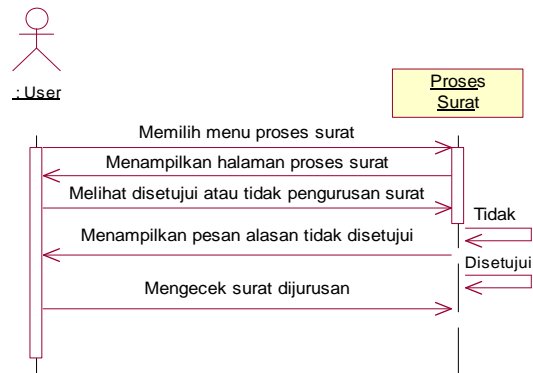 : User
Proses
Surat
Memilih menu proses surat
Menampilkan halaman proses surat
Melihat disetujui atau tidak pengurusan surat
Tidak
Menampilkan pesan alasan tidak disetujui
Disetujui
Mengecek surat dijurusan